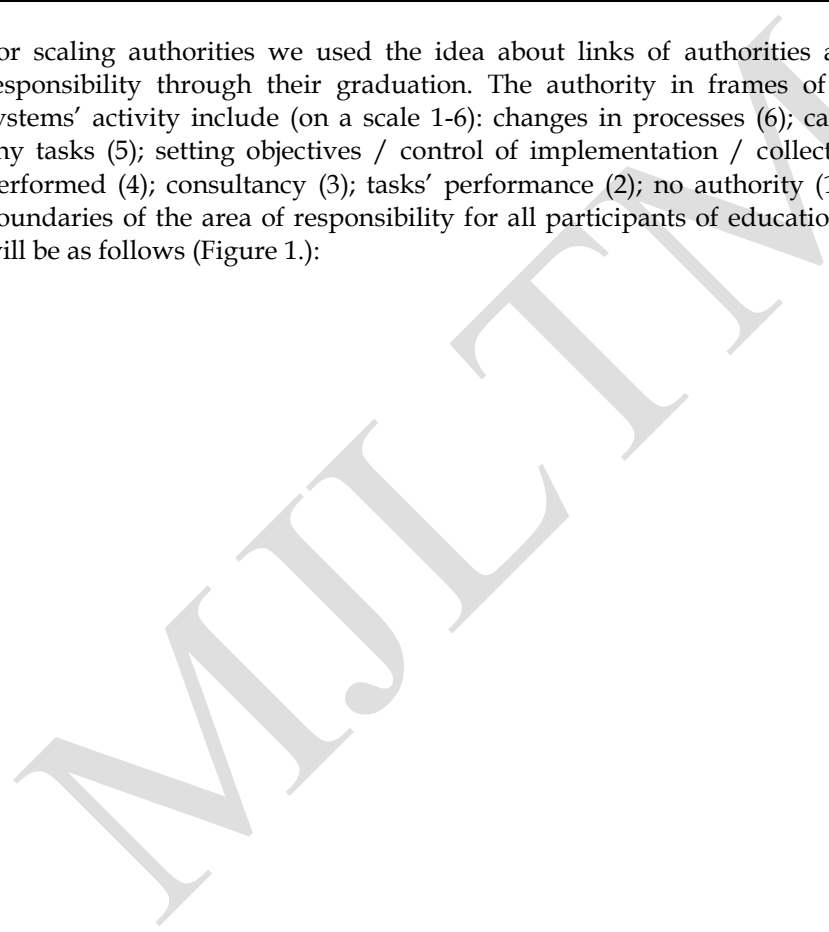 or scaling authorities we used the idea about links of authorities a
esponsibility through their graduation. The authority in frames of
ystems' activity include (on a scale 1-6): changes in processes (6); ca
ny tasks (5); setting objectives / control of implementation / collect
erformed (4); consultancy (3); tasks' performance (2); no authority (1
oundaries of the area of responsibility for all participants of educatio
ill be as follows (Figure 1.):
MJLTM